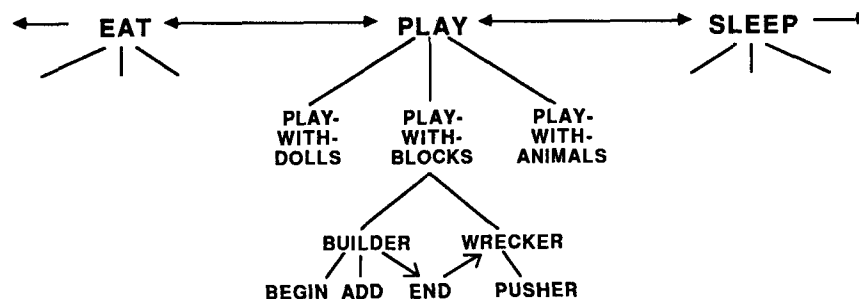 EAT PLAY SLEEP
PLAY- PLAY- PLAY-
WITH- WITH- WITH-
DOLLS BLOCKS ANIMALS
BUILDER WRECKER
BEGIN ADD END PUSHER